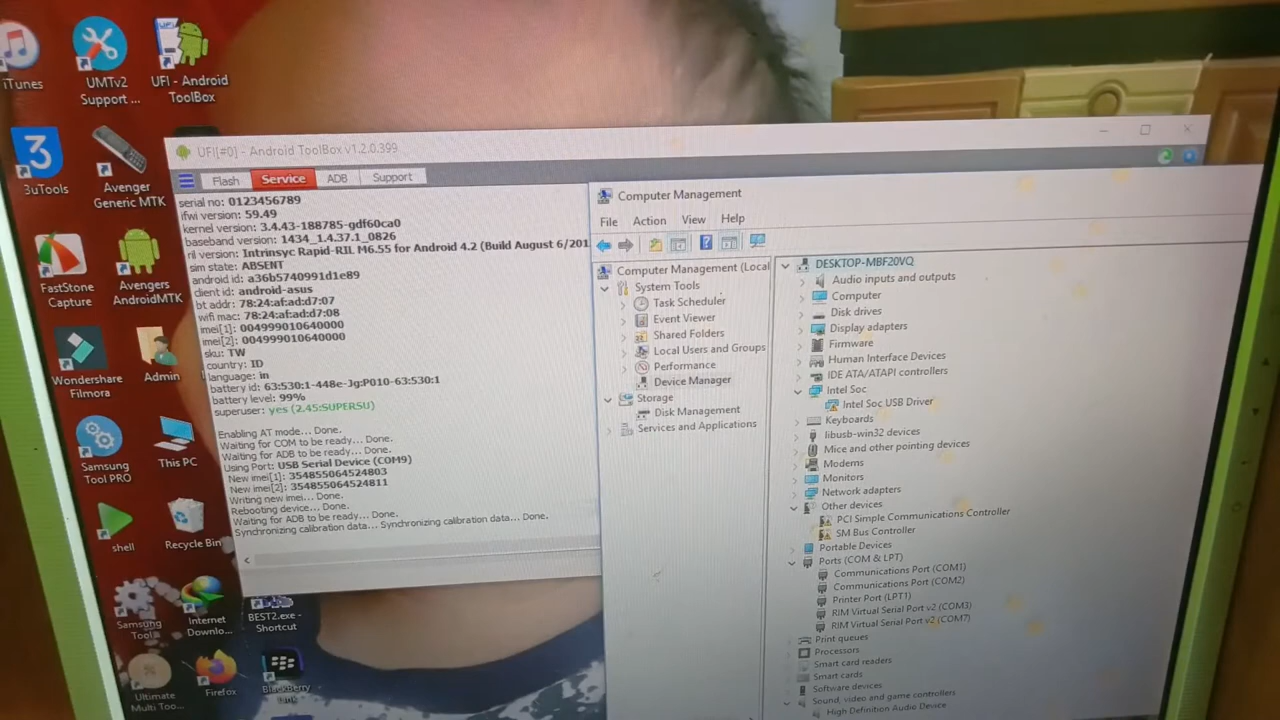 iTunes
UMTv2
Support ...
UFI - Android
ToolBox
3uTools
Avenger
Generic MTK
FastStone
Capture
Avengers
AndroidMTK
Wondershare
Filmora
Admin
Samsung
Tool PRO
This PC
shell
Recycle Bin
Samsung
Tool
Internet
Downlo...
BEST2.exe -
Shortcut
Ultimate
Multi Too...
Firefox
BlackBerry
UFI[#0] - Android ToolBox v1.2.0.399
Flash Service ADB Support
serial no: 0123456789
ifwi version: 59.49
kernel version: 3.4.43-188785-gdf60ca0
baseband version: 1434_1.4.37.1_0826
ril version: Intrinsyc Rapid-RIL M6.55 for Android 4.2 (Build August 6/201
sim state: ABSENT
android id: a36b5740991d1e89
client id: android-asus
bt addr: 78:24:af:ad:d7:07
wifi mac: 78:24:af:ad:d7:08
imei[1]: 004999010640000
imei[2]: 004999010640000
sku: TW
country: ID
language: in
battery id: 63:530:1-448e-Jg:P010-63:530:1
battery level: 99%
superuser: yes (2.45:SUPERSU)
Enabling AT mode... Done.
Waiting for COM to be ready... Done.
Waiting for ADB to be ready... Done.
Using Port: USB Serial Device (COM9)
New imei[1]: 354855064524803
New imei[2]: 354855064524811
Writing new imei... Done.
Rebooting device... Done.
Waiting for ADB to be ready... Done.
Synchronizing calibration data... Synchronizing calibration data... Done.
Computer Management
File Action View Help
Computer Management (Local
System Tools
Task Scheduler
Event Viewer
Shared Folders
Local Users and Groups
Performance
Device Manager
Storage
Disk Management
Services and Applications
DESKTOP-MBF20VQ
Audio inputs and outputs
Computer
Disk drives
Display adapters
Firmware
Human Interface Devices
IDE ATA/ATAPI controllers
Intel Soc
Intel Soc USB Driver
Keyboards
libusb-win32 devices
Mice and other pointing devices
Modems
Monitors
Network adapters
Other devices
PCI Simple Communications Controller
SM Bus Controller
Portable Devices
Ports (COM & LPT)
Communications Port (COM1)
Communications Port (COM2)
Printer Port (LPT1)
RIM Virtual Serial Port v2 (COM3)
RIM Virtual Serial Port v2 (COM7)
Print queues
Processors
Smart card readers
Smart cards
Software devices
Sound, video and game controllers
High Definition Audio Device